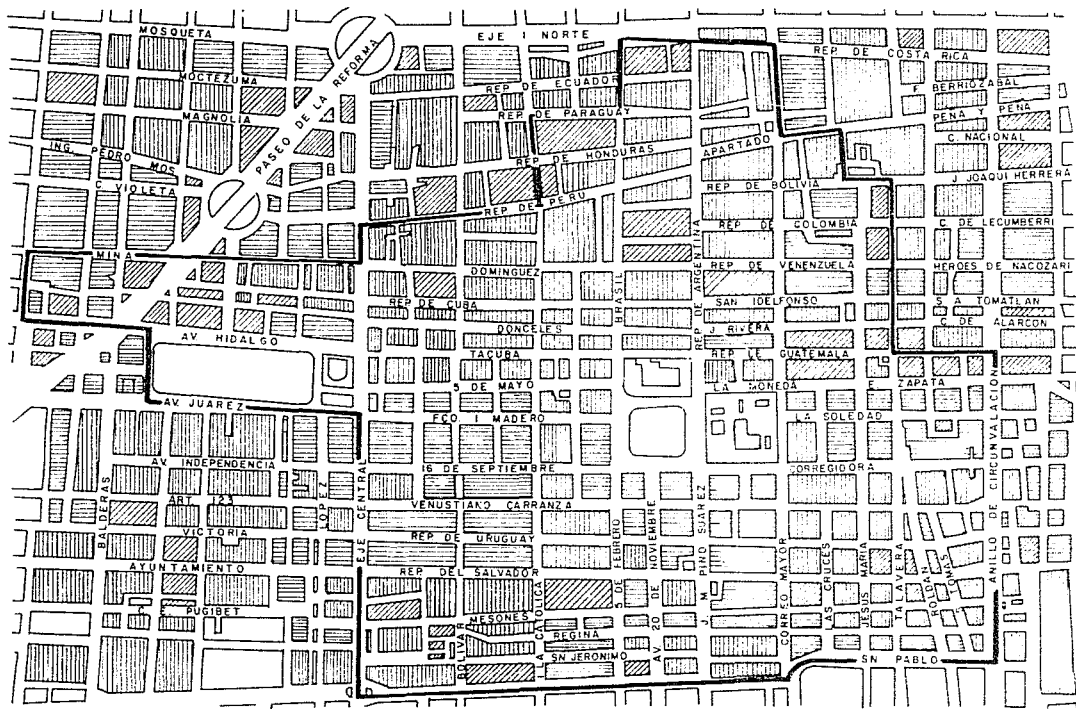 MOSQUETA
EJE I NORTE
REP. DE COSTA RICA
MOCTEZUMA
PASEO DE LA REFORMA
REP DE ECUADOR
F BERRIOZABAL
MAGNOLIA
REP. DE PARAGUAY
PENA Y PENA
C. NACIONAL
ING. PEDRO MOS.
REP DE HONDURAS
APARTADO
J. JOAQUI HERRERA
C. VIOLETA
REP DE PERU
REP DE BOLIVIA
REP. DE COLOMBIA
C DE LECUMBERRI
MINA
DOMINGUEZ
REP DE VENENZUELA
HEROES DE NACOZARI
REP. DE CUBA
BRASIL
REP DE ARGENTINA
SAN IDELFONSO
S A TOMATLAN
AV. HIDALGO
DONCELES
J. RIVERA
C. DE ALARCON
TACUBA
REP LE GUATEMALA
5 DE MAYO
LA MONEDA
E. ZAPATA
AV. JUAREZ
FCO I MADERO
LA SOLEDAD
AV. INDEPENDENCIA
16 DE SEPTIEMBRE
CORREGIDORA
ANILLO DE CIRCUNVALACION
BALDERAS
ART. 123
LOPEZ
EJE CENTRAL
VENUSTIANO CARRANZA
VICTORIA
REP DE URUGUAY
5 DE FEBRERO
AV. 20 DE NOVIEMBRE
J. M. PINO SUAREZ
CORREO MAYOR
LAS CRUCES
JESUS MARIA
TALAVERA
ROLDAN
AYUNTAMIENTO
REP DEL SALVADOR
PUGIBET
MESONES
BOLIVAR
I LA CATOLICA
REGINA
SN JERONIMO
SN PABLO